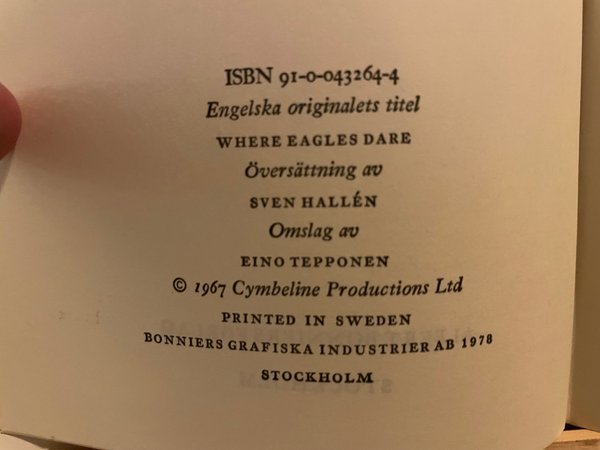 ISBN 91-0-043264-4
Engelska originalets titel
WHERE EAGLES DARE
Översättning av
SVEN HALLÉN
Omslag av
EINO TEPPONEN
© 1967 Cymbeline Productions Ltd
PRINTED IN SWEDEN
BONNIERS GRAFISKA INDUSTRIER AB 1978
STOCKHOLM